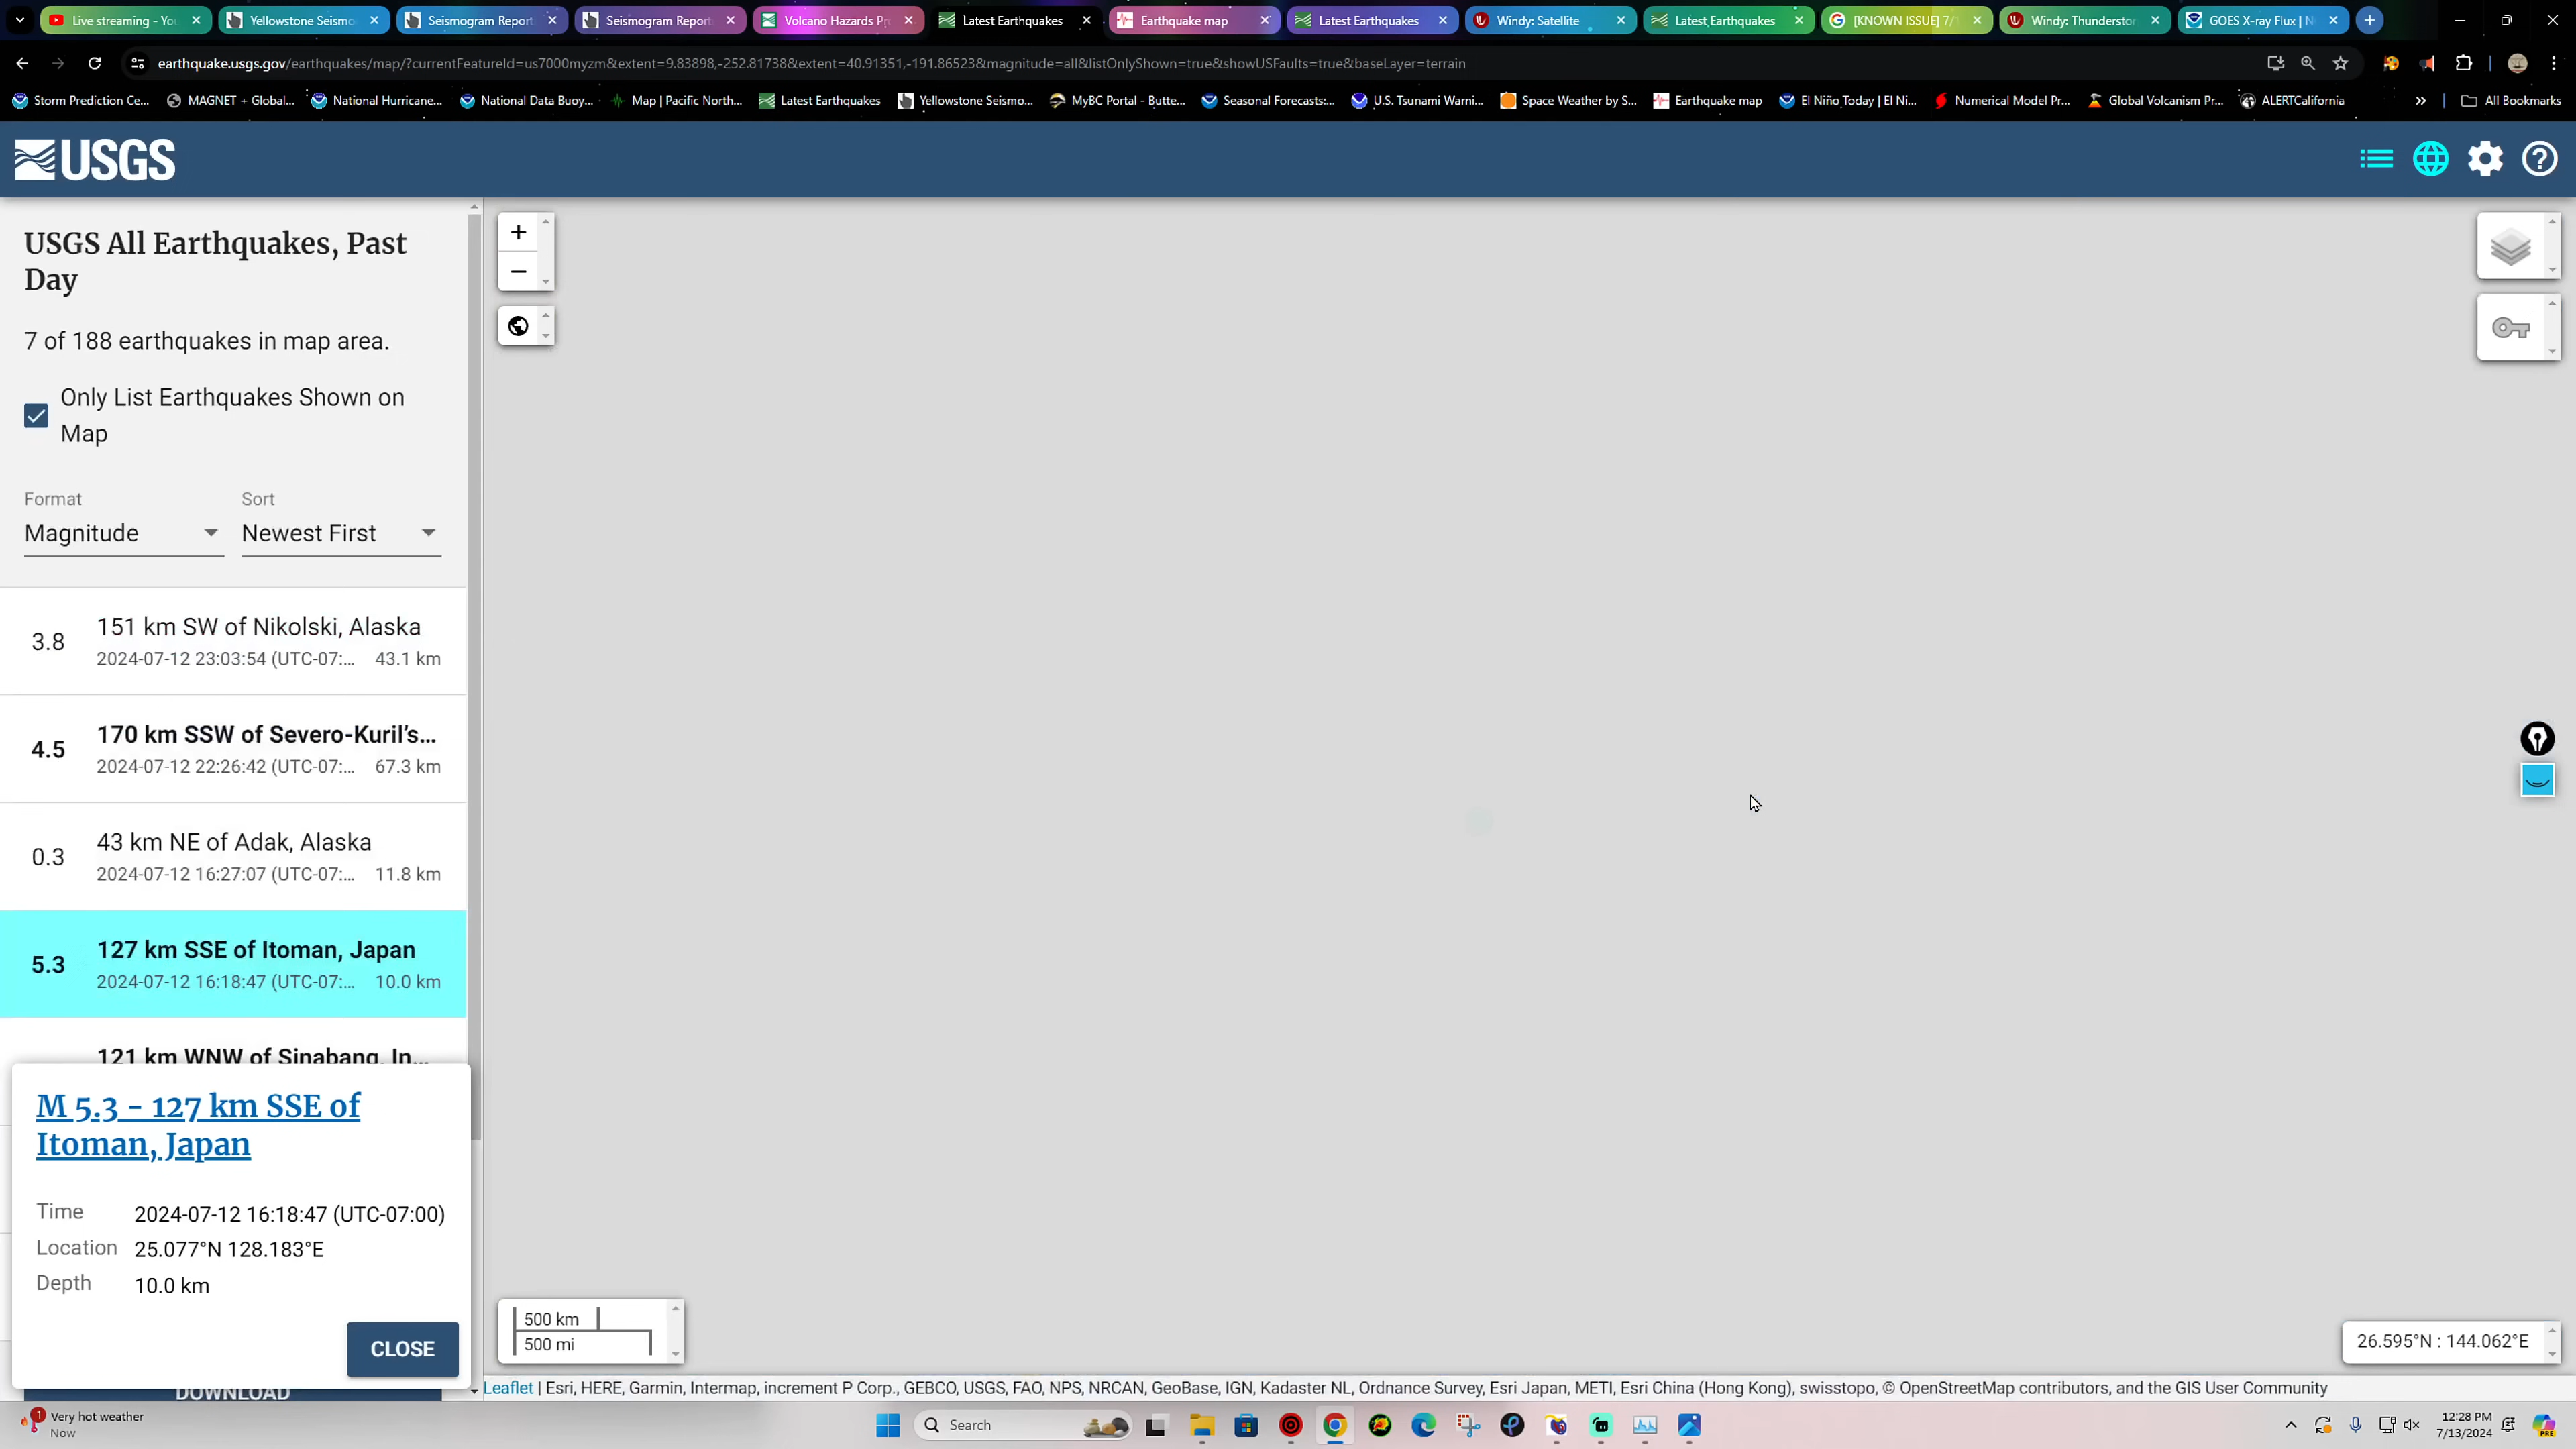 Live streaming - Yo
Yellowstone Seismo
Seismogram Report
Seismogram Report
Volcano Hazards Pr
Latest Earthquakes
Earthquake map
Latest Earthquakes
Windy: Satellite
Latest Earthquakes
[KNOWN ISSUE] 7/
Windy: Thunderstor
GOES X-ray Flux | N
earthquake.usgs.gov/earthquakes/map/?currentFeatureId=us7000myzm&extent=9.83898,-252.81738&extent=40.91351,-191.86523&magnitude=all&listOnlyShown=true&showUSFaults=true&baseLayer=terrain
Storm Prediction Ce...
MAGNET + Global...
National Hurricane...
National Data Buoy...
Map | Pacific North...
Latest Earthquakes
Yellowstone Seismo...
MyBC Portal - Butte...
Seasonal Forecasts:...
U.S. Tsunami Warni...
Space Weather by S...
Earthquake map
El Niño Today | El Ni...
Numerical Model Pr...
Global Volcanism Pr...
ALERTCalifornia
All Bookmarks
USGS
USGS All Earthquakes, Past
Day
7 of 188 earthquakes in map area.
Only List Earthquakes Shown on
Map
Format
Sort
Magnitude
Newest First
3.8
151 km SW of Nikolski, Alaska
2024-07-12 23:03:54 (UTC-07:... 43.1 km
4.5
170 km SSW of Severo-Kuril's...
2024-07-12 22:26:42 (UTC-07:... 67.3 km
0.3
43 km NE of Adak, Alaska
2024-07-12 16:27:07 (UTC-07:... 11.8 km
5.3
127 km SSE of Itoman, Japan
2024-07-12 16:18:47 (UTC-07:... 10.0 km
121 km WNW of Sinabang, In...
M 5.3 - 127 km SSE of
Itoman, Japan
Time 2024-07-12 16:18:47 (UTC-07:00)
Location 25.077°N 128.183°E
Depth 10.0 km
CLOSE
DOWNLOAD
500 km
500 mi
26.595°N : 144.062°E
Leaflet | Esri, HERE, Garmin, Intermap, increment P Corp., GEBCO, USGS, FAO, NPS, NRCAN, GeoBase, IGN, Kadaster NL, Ordnance Survey, Esri Japan, METI, Esri China (Hong Kong), swisstopo, © OpenStreetMap contributors, and the GIS User Community
1
Very hot weather
Now
Search
12:28 PM
7/13/2024
PRE